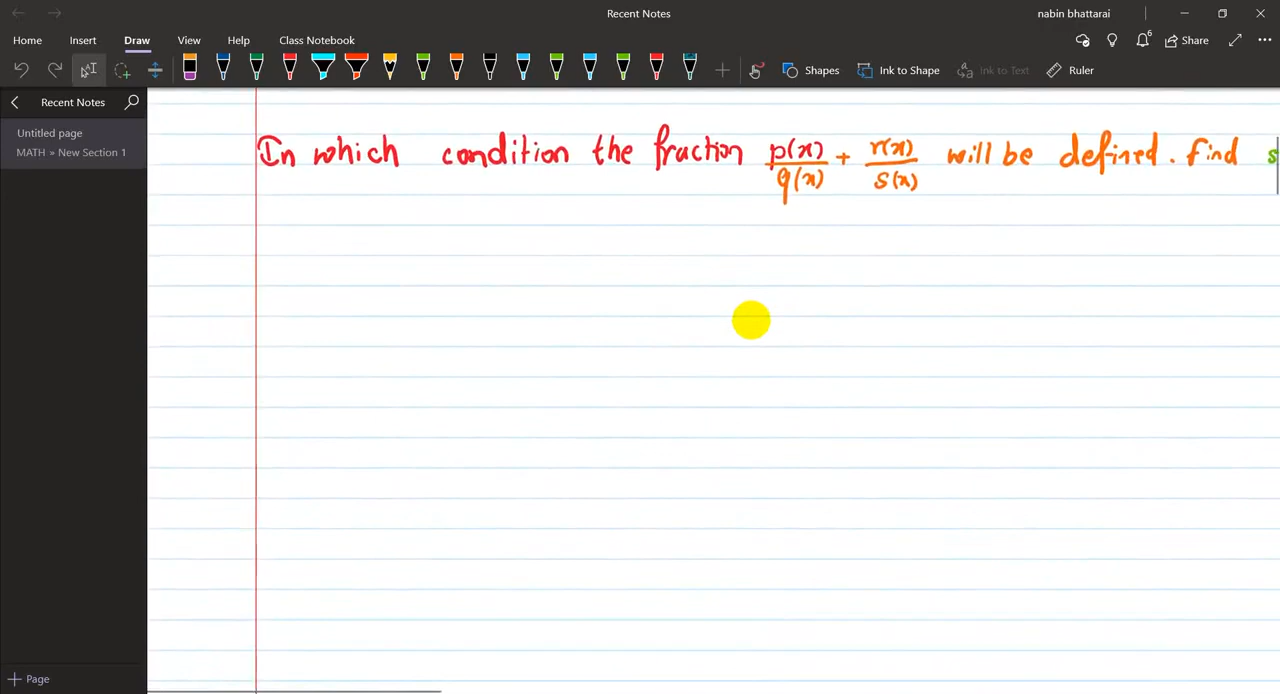 Recent Notes
nabin bhattarai
Home Insert Draw View Help Class Notebook
6
Share
Shapes Ink to Shape Ink to Text Ruler
Recent Notes
Untitled page
MATH » New Section 1
In which condition the fraction p(x)/q(x) + r(x)/s(x) will be defined. Find
Page